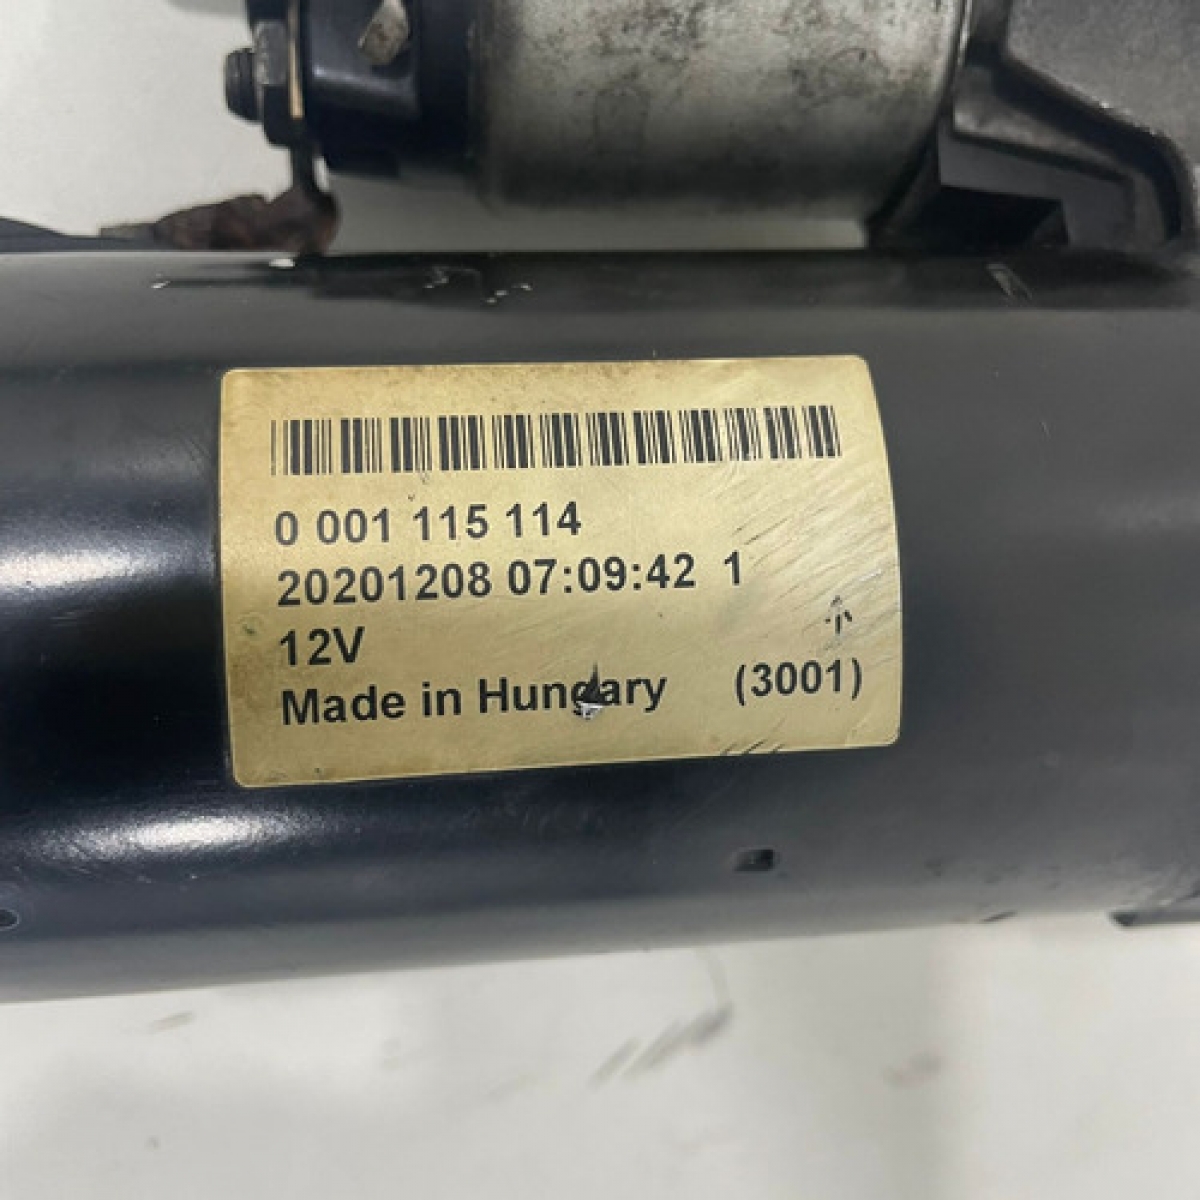 0 001 115 114
20201208 07:09:42 1
12V
Made in Hungary (3001)